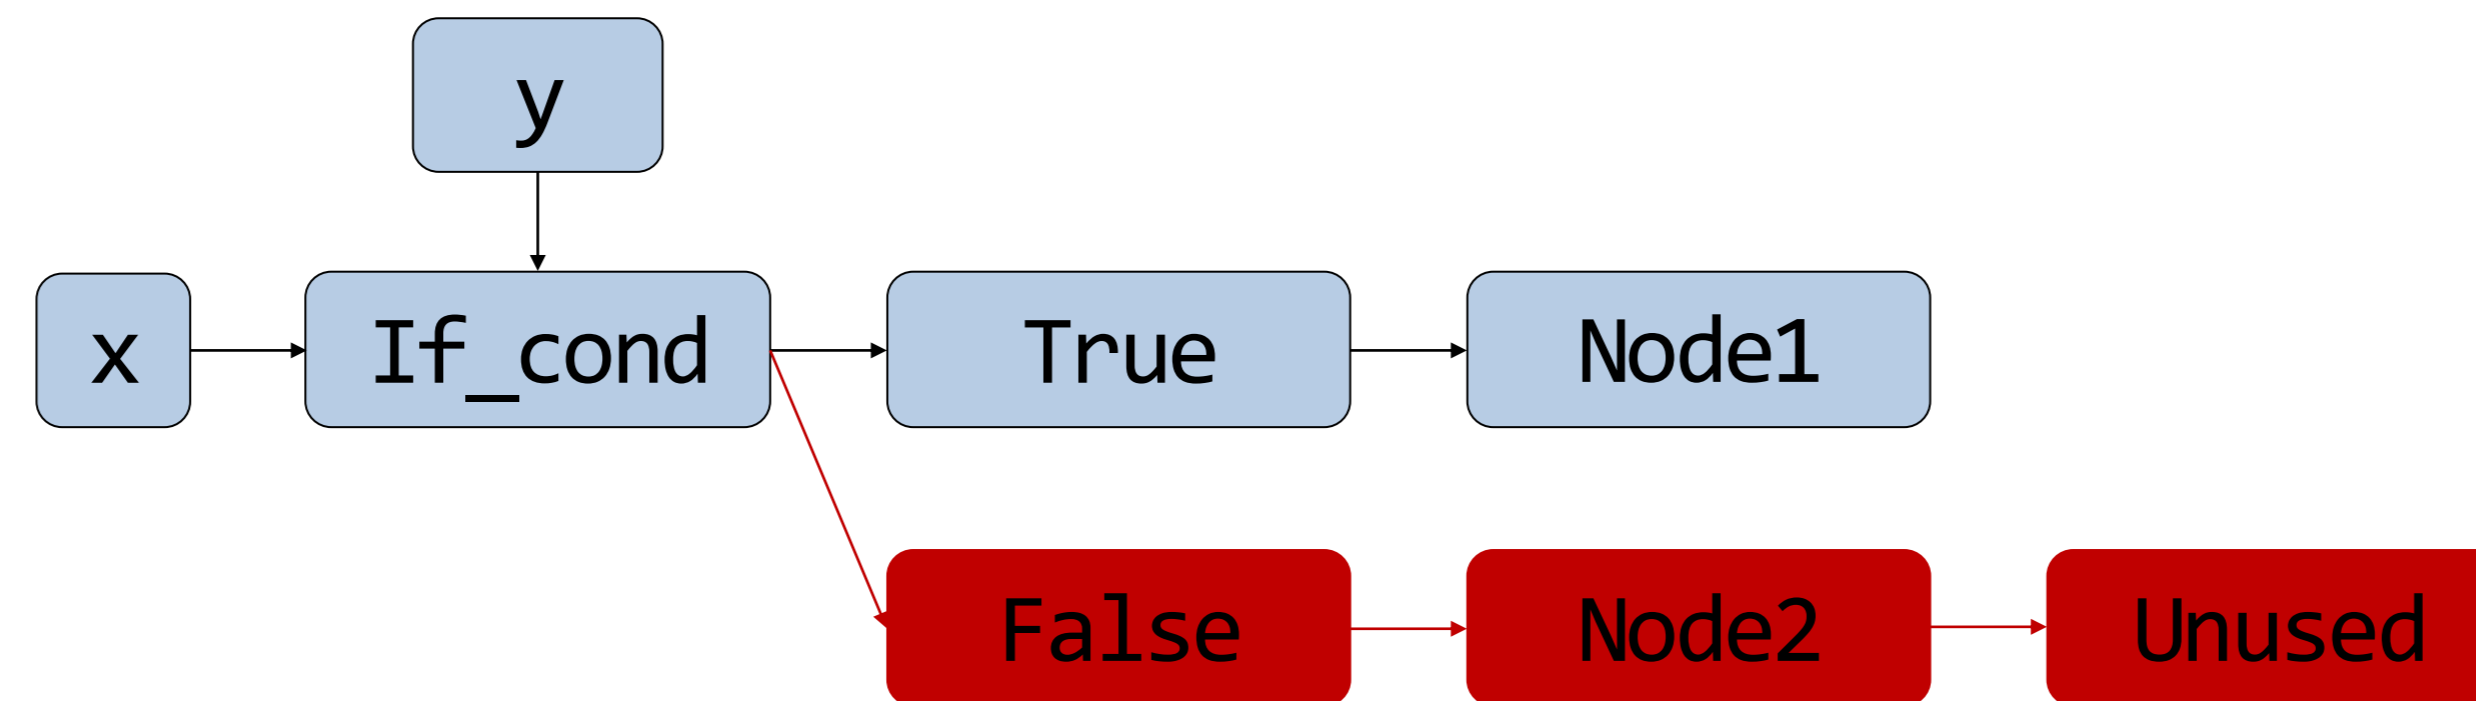 y
x
If_cond
True
Node1
False
Node2
Unused